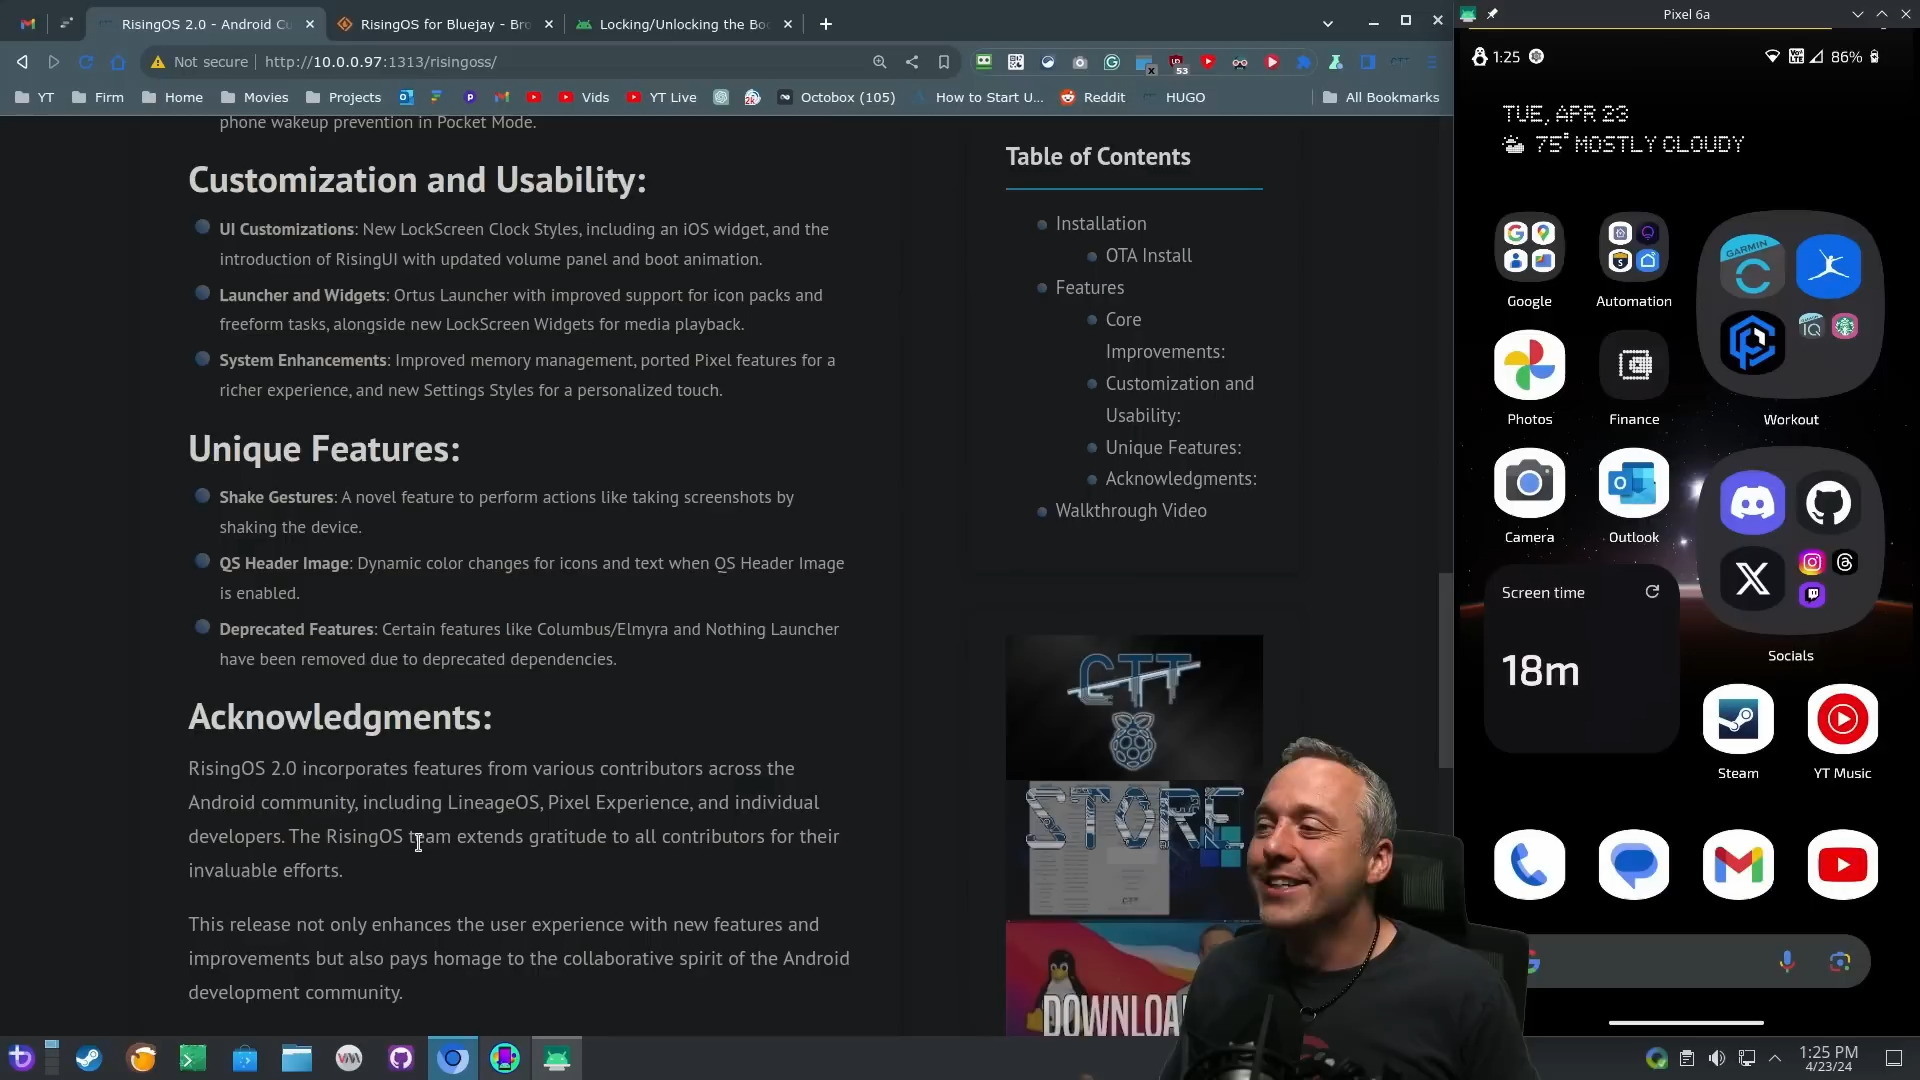 RisingOS 2.0 - Android Cu
RisingOS for Bluejay - Bro
Locking/Unlocking the Boo
Pixel 6a
Not secure
http://10.0.0.97:1313/risingoss/
53
YT
Firm
Home
Movies
Projects
Vids
YT Live
Octobox (105)
How to Start U...
Reddit
HUGO
All Bookmarks
phone wakeup prevention in Pocket Mode.
Customization and Usability:
UI Customizations: New LockScreen Clock Styles, including an iOS widget, and the
introduction of RisingUI with updated volume panel and boot animation.
Launcher and Widgets: Ortus Launcher with improved support for icon packs and
freeform tasks, alongside new LockScreen Widgets for media playback.
System Enhancements: Improved memory management, ported Pixel features for a
richer experience, and new Settings Styles for a personalized touch.
Unique Features:
Shake Gestures: A novel feature to perform actions like taking screenshots by
shaking the device.
QS Header Image: Dynamic color changes for icons and text when QS Header Image
is enabled.
Deprecated Features: Certain features like Columbus/Elmyra and Nothing Launcher
have been removed due to deprecated dependencies.
Acknowledgments:
RisingOS 2.0 incorporates features from various contributors across the
Android community, including LineageOS, Pixel Experience, and individual
developers. The RisingOS team extends gratitude to all contributors for their
invaluable efforts.
This release not only enhances the user experience with new features and
improvements but also pays homage to the collaborative spirit of the Android
development community.
Table of Contents
Installation
OTA Install
Features
Core
Improvements:
Customization and
Usability:
Unique Features:
Acknowledgments:
Walkthrough Video
CTT
STORE
DOWNLOA
1:25
86%
TUE, APR 23
75° MOSTLY CLOUDY
Google
Automation
GARMIN
IQ
Photos
Finance
Workout
Camera
Outlook
Screen time
18m
Socials
Steam
YT Music
1:25 PM
4/23/24